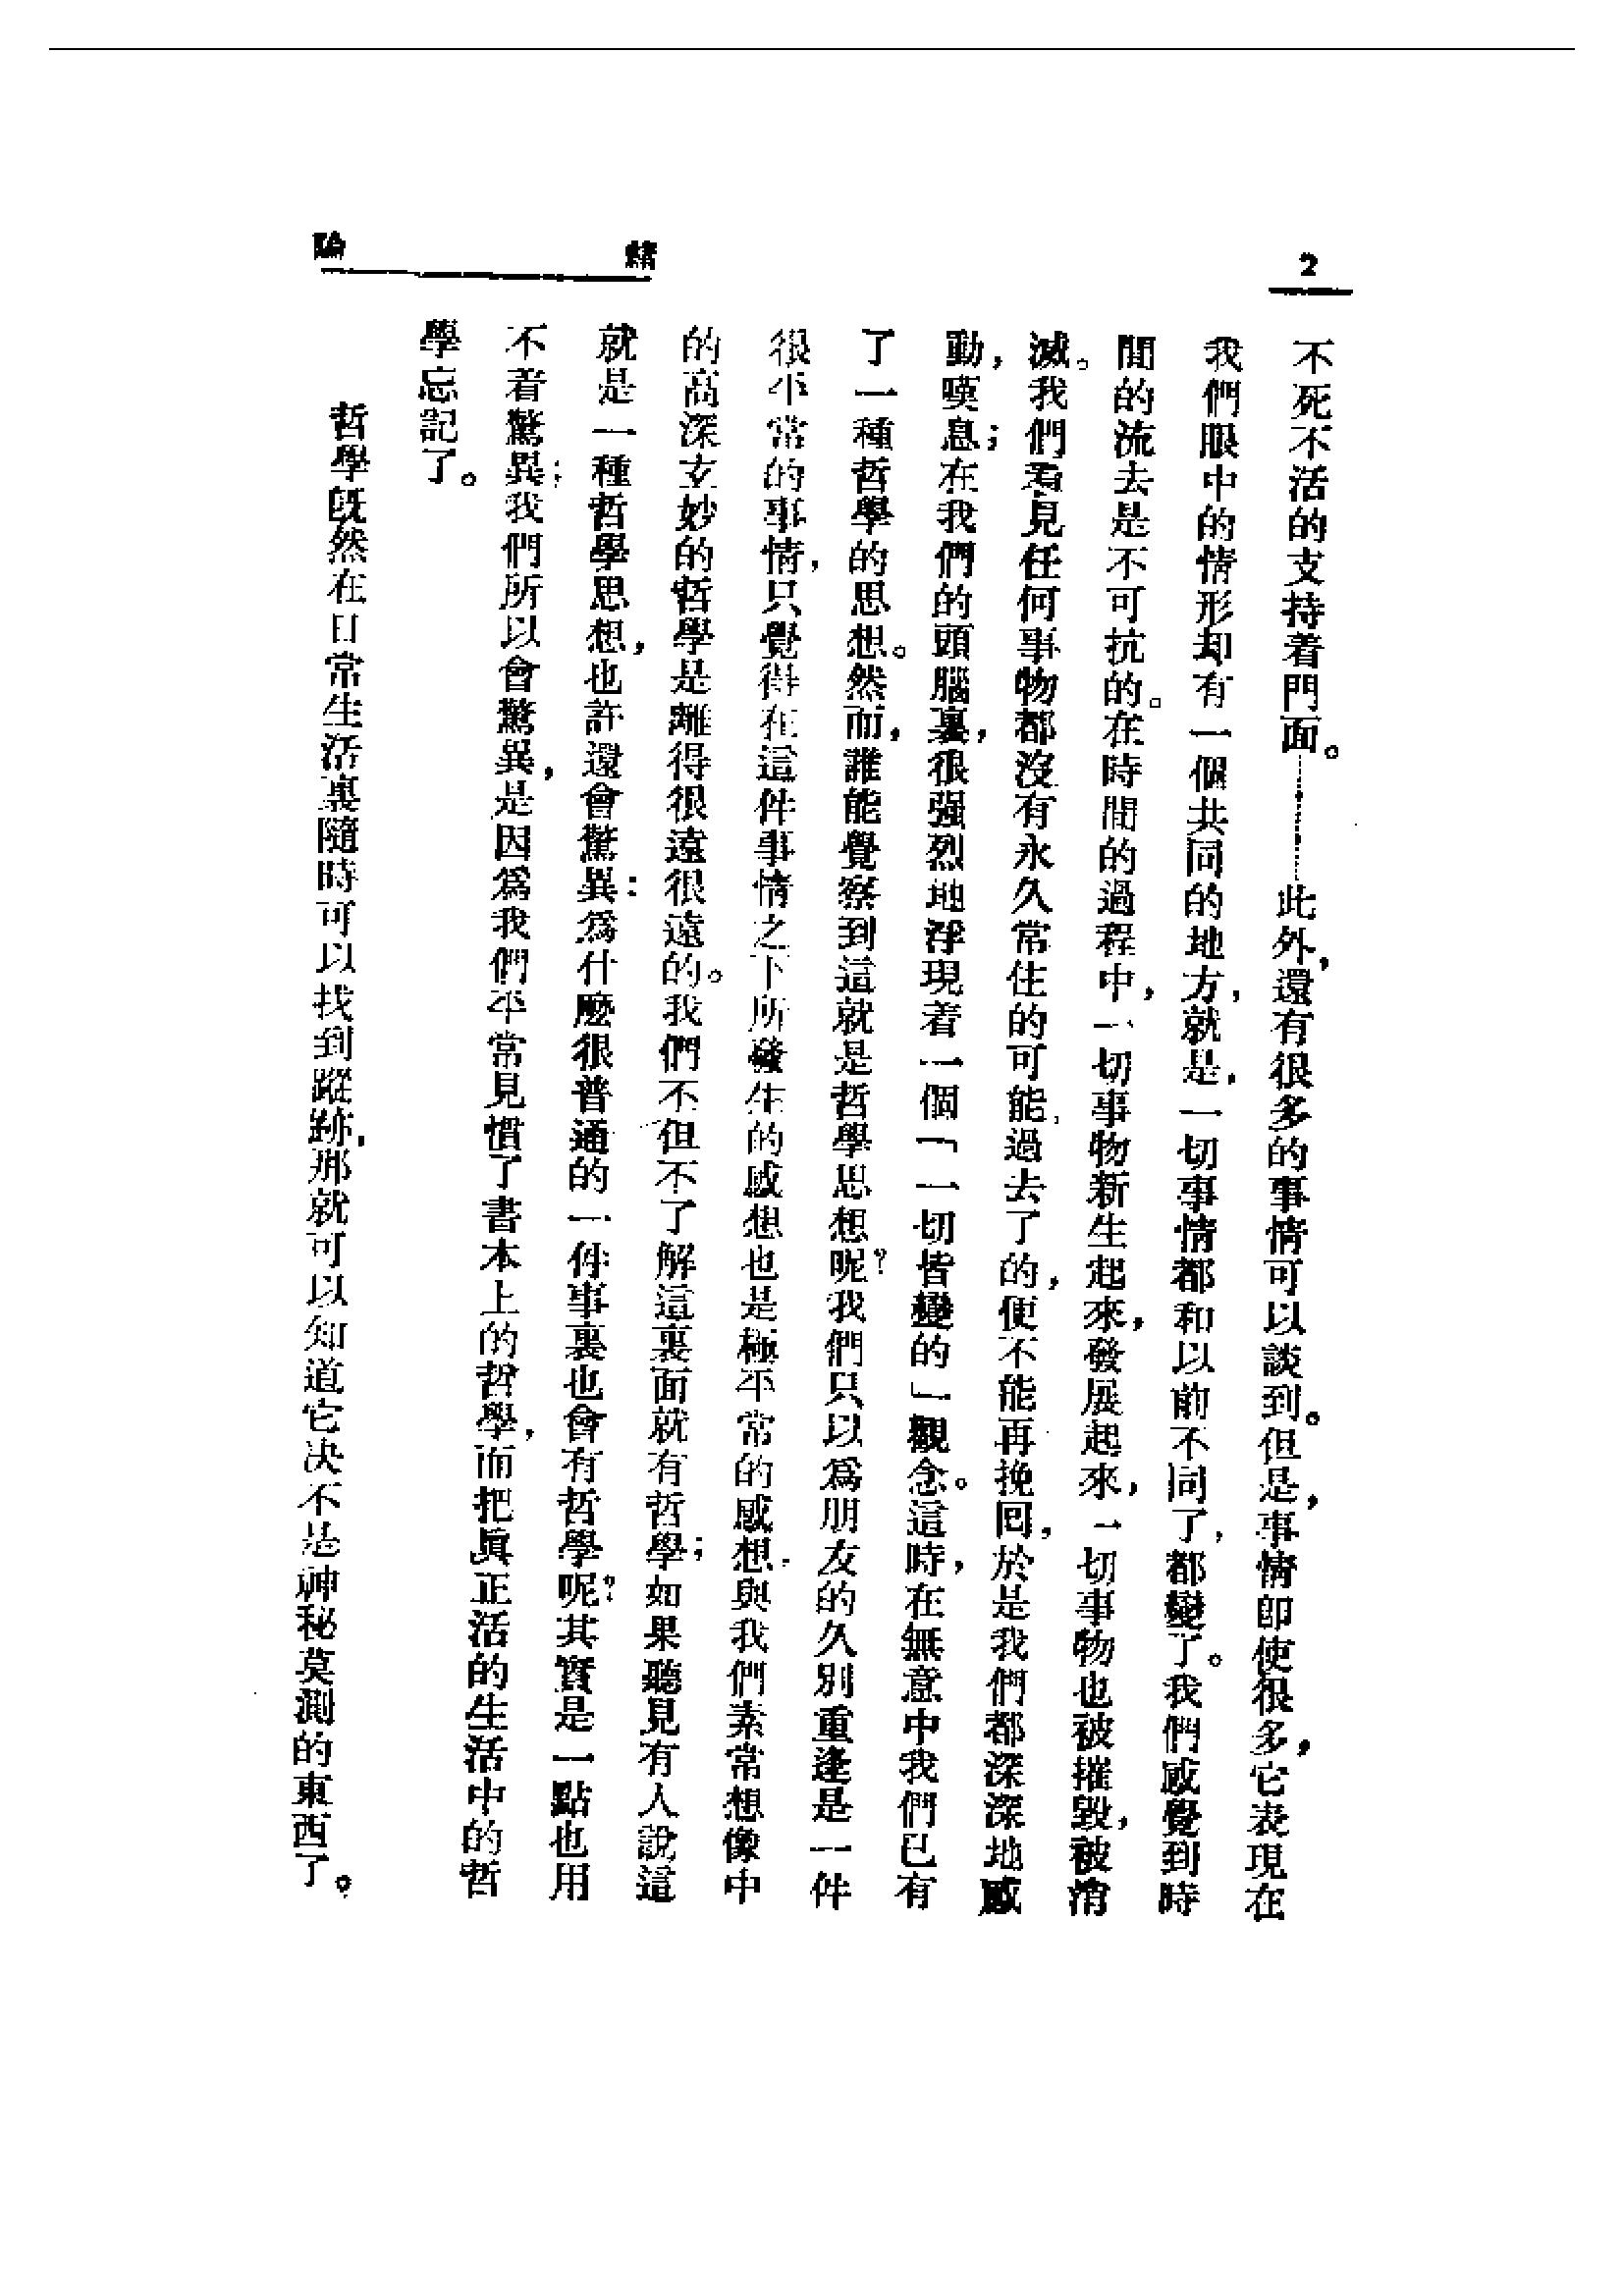 2
緒論
不死不活的支持着門面。——此外，還有很多的事情可以談到。但是，事情卽使很多，它表現在
我們眼中的情形却有一個共同的地方，就是，一切事情都和以前不同了，都變了。我們感覺到時
間的流去是不可抗的。在時間的過程中，一切事物新生起來，發展起來，一切事物也被摧毀，被消
滅。我們看見任何事物都沒有永久常住的可能，過去了的，便不能再挽囘，於是我們都深深地感
動，嘆息；在我們的頭腦裏，很强烈地浮現着一個「一切皆變的」觀念。這時，在無意中我們已有
了一種哲學的思想。然而，誰能覺察到這就是哲學思想呢？我們只以爲朋友的久別重逢是一件
很平常的事情，只覺得在這件事情之下所發生的感想也是極平常的感想，與我們素常想像中
的高深玄妙的哲學是離得很遠很遠的。我們不但不了解這裏面就有哲學；如果聽見有人說這
就是一種哲學思想，也許還會驚異：爲什麼很普通的一件事裏也會有哲學呢？其實是一點也用
不着驚異；我們所以會驚異，是因爲我們平常見慣了書本上的哲學，而把眞正活的生活中的哲
學忘記了。
哲學旣然在日常生活裏隨時可以找到蹤跡，那就可以知道它决不是神秘莫測的東西了。